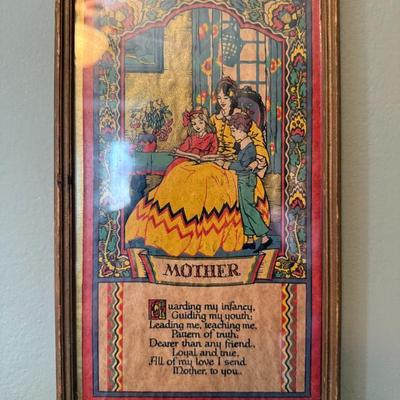 MOTHER
Guarding my infancy,
Guiding my youth;
Leading me, teaching me,
Pattern of truth;
Dearer than any friend,
Loyal and true,
All of my love I send
Mother, to you.